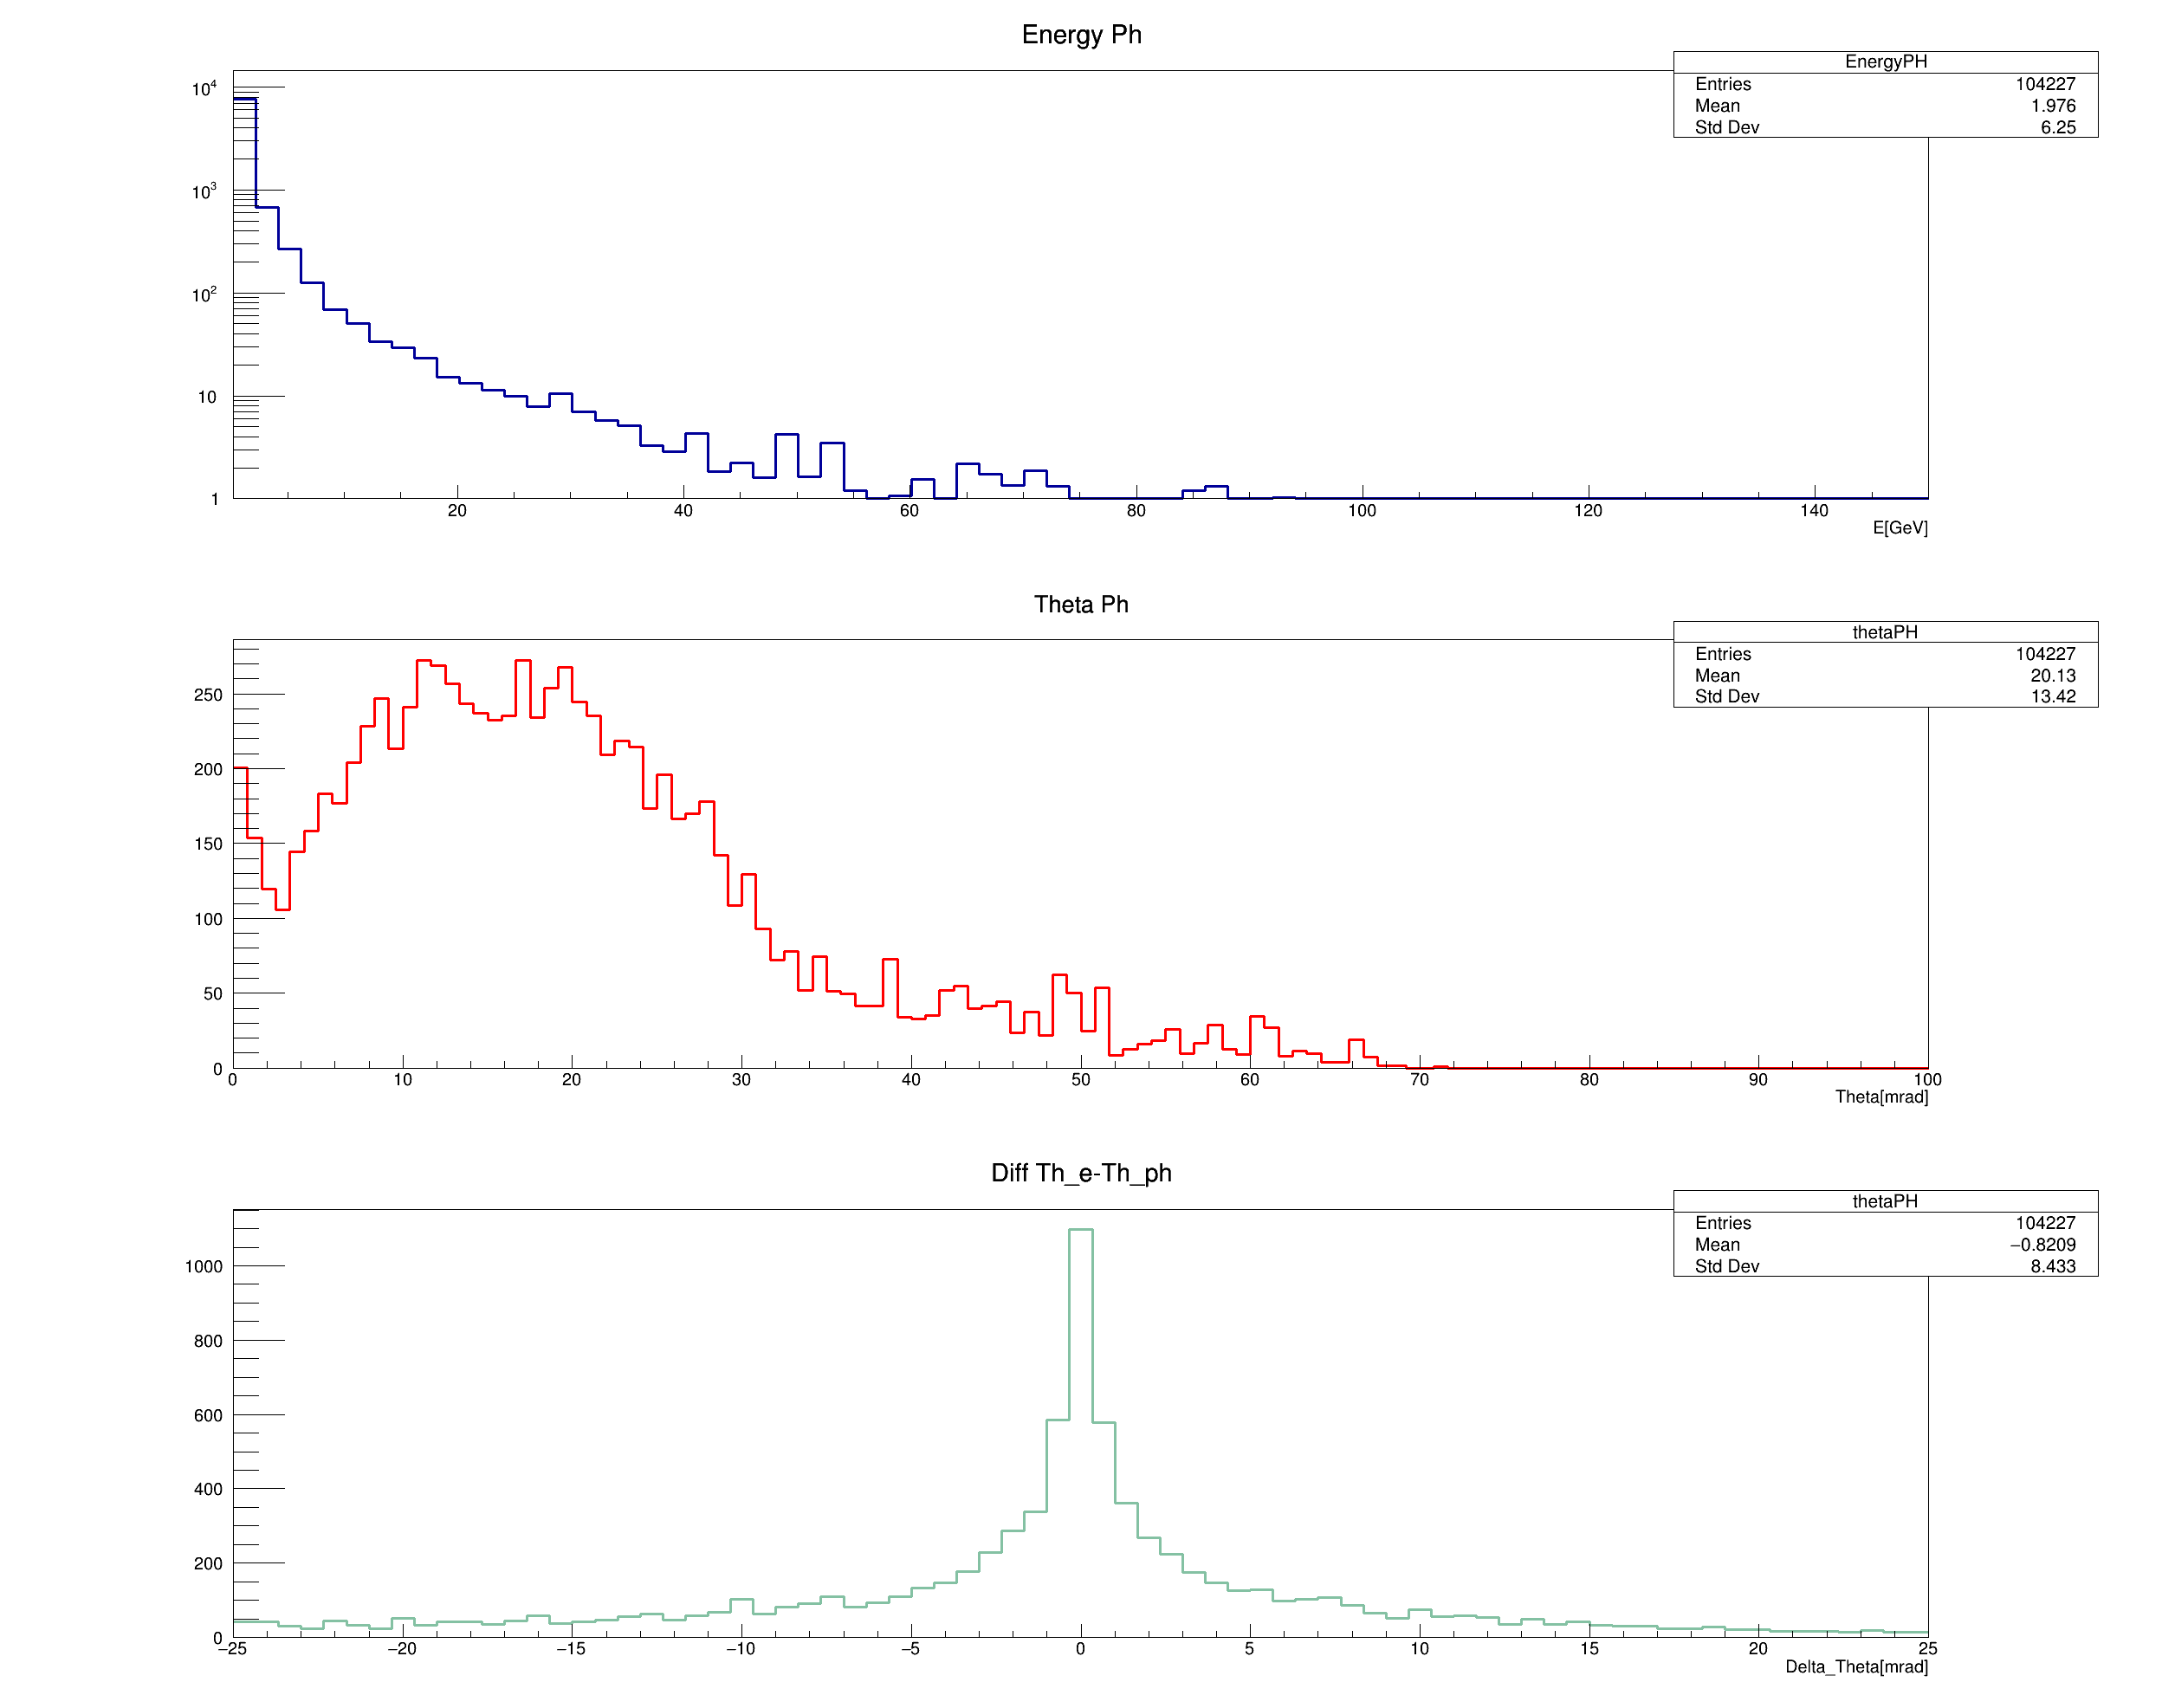 Energy Ph
EnergyPH
Entries 104227
Mean 1.976
Std Dev 6.25
10^4
10^3
10^2
10
1
20 40 60 80 100 120 140
E[GeV]
Theta Ph
thetaPH
Entries 104227
Mean 20.13
Std Dev 13.42
250
200
150
100
50
0
0 10 20 30 40 50 60 70 80 90 100
Theta[mrad]
Diff Th_e-Th_ph
thetaPH
Entries 104227
Mean −0.8209
Std Dev 8.433
1000
800
600
400
200
0
−25 −20 −15 −10 −5 0 5 10 15 20 25
Delta_Theta[mrad]